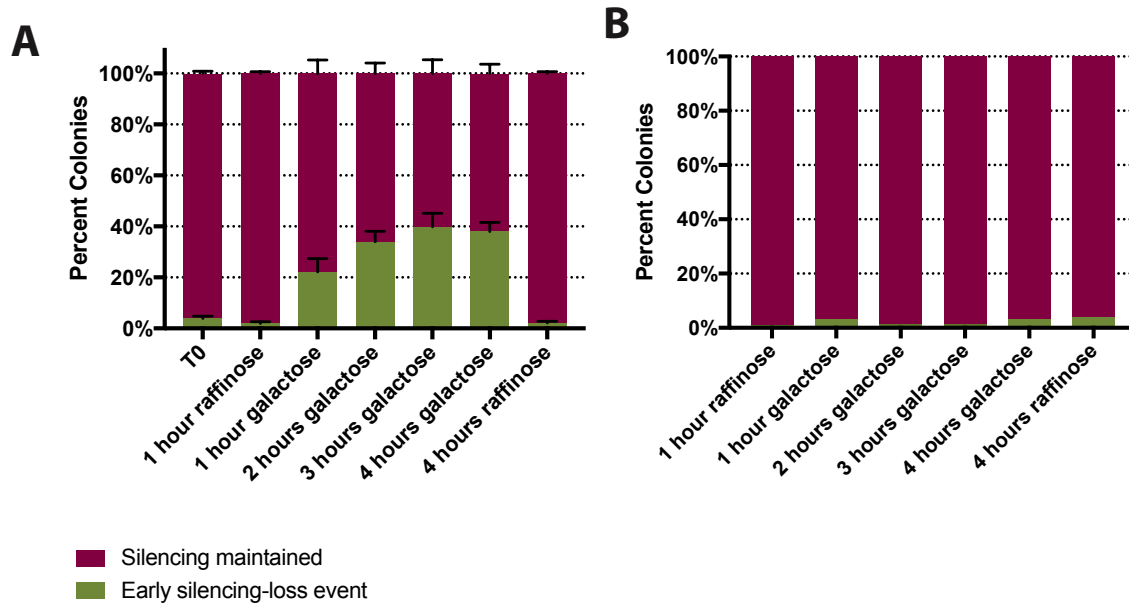 A
Percent Colonies
100%
80%
60%
40%
20%
0%
T0
1 hour raffinose
1 hour galactose
2 hours galactose
3 hours galactose
4 hours galactose
4 hours raffinose
B
Percent Colonies
100%
80%
60%
40%
20%
0%
1 hour raffinose
1 hour galactose
2 hours galactose
3 hours galactose
4 hours galactose
4 hours raffinose
Silencing maintained
Early silencing-loss event